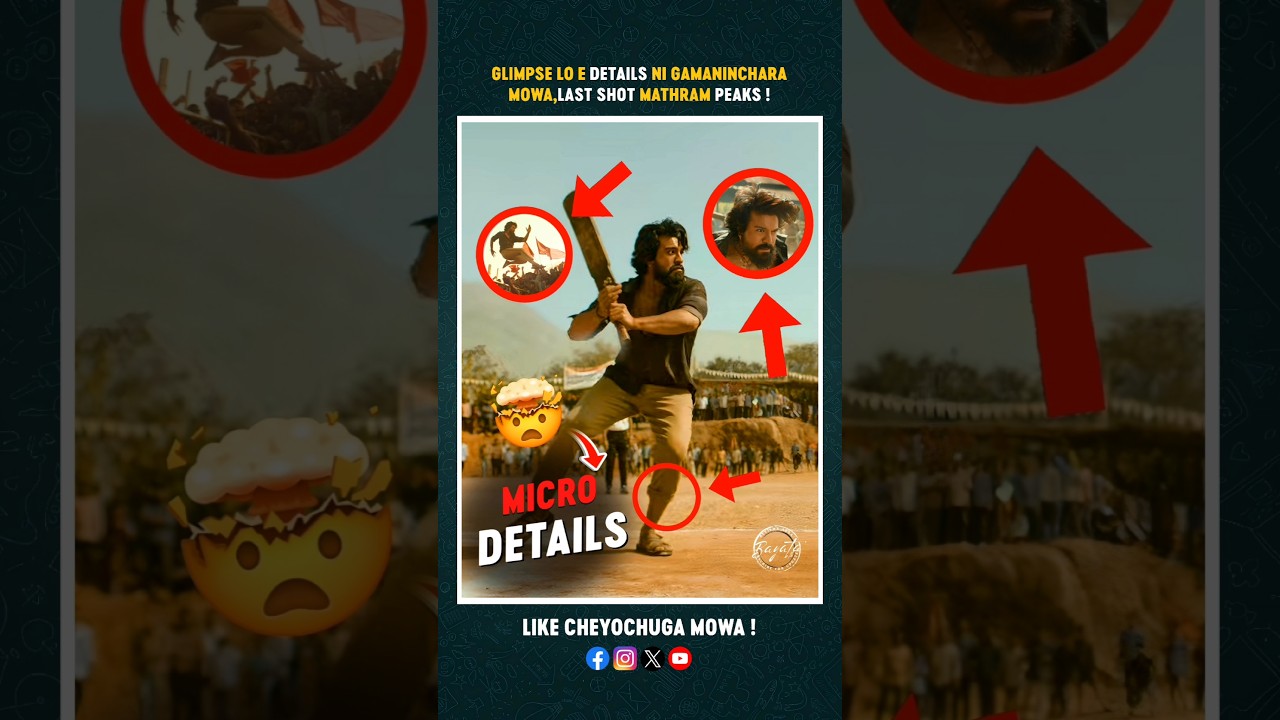 GLIMPSE LO E DETAILS NI GAMANINCHARA
MOWA,LAST SHOT MATHRAM PEAKS !
MICRO
DETAILS
LIKE CHEYOCHUGA MOWA !